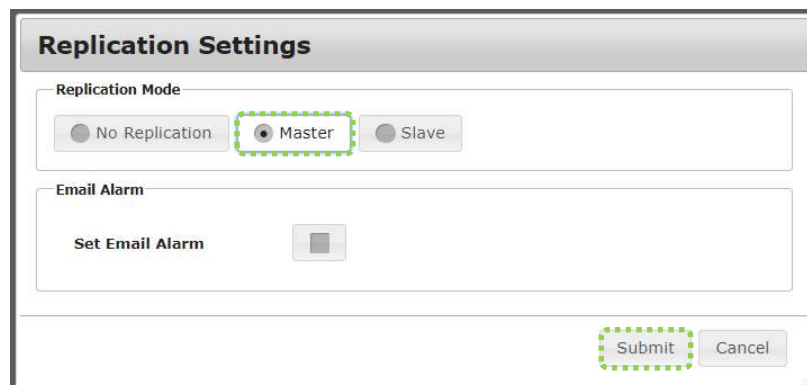 Replication Settings
Replication Mode
No Replication Master Slave
Email Alarm
Set Email Alarm
Submit Cancel